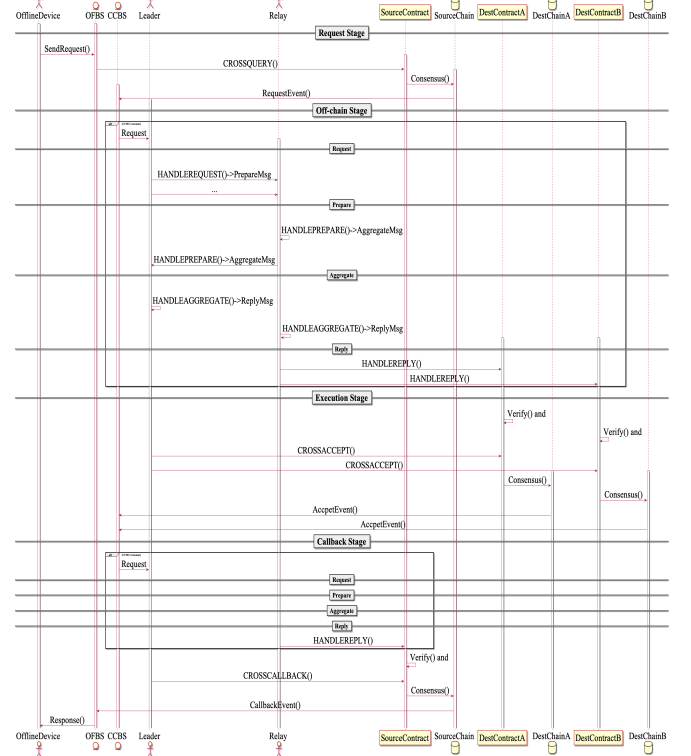 OfflineDevice OFBS CCBS Leader Relay SourceContract SourceChain DestContractA DestChainA DestContractB DestChainB
Request Stage
SendRequest()
CROSSQUERY()
Consensus()
RequestEvent()
Off-chain Stage
alt
Request
Request
HANDLEREQUEST()->PrepareMsg
...
Prepare
HANDLEPREPARE()->AggregateMsg
HANDLEPREPARE()->AggregateMsg
Aggregate
HANDLEAGGREGATE()->ReplyMsg
HANDLEAGGREGATE()->ReplyMsg
Reply
HANDLEREPLY()
HANDLEREPLY()
Execution Stage
Verify() and
Verify() and
CROSSACCEPT()
CROSSACCEPT()
Consensus()
Consensus()
AccpetEvent()
AccpetEvent()
Callback Stage
alt
Request
Request
Prepare
Aggregate
Reply
HANDLEREPLY()
Verify() and
CROSSCALLBACK()
Consensus()
CallbackEvent()
Response()
OfflineDevice OFBS CCBS Leader Relay SourceContract SourceChain DestContractA DestChainA DestContractB DestChainB